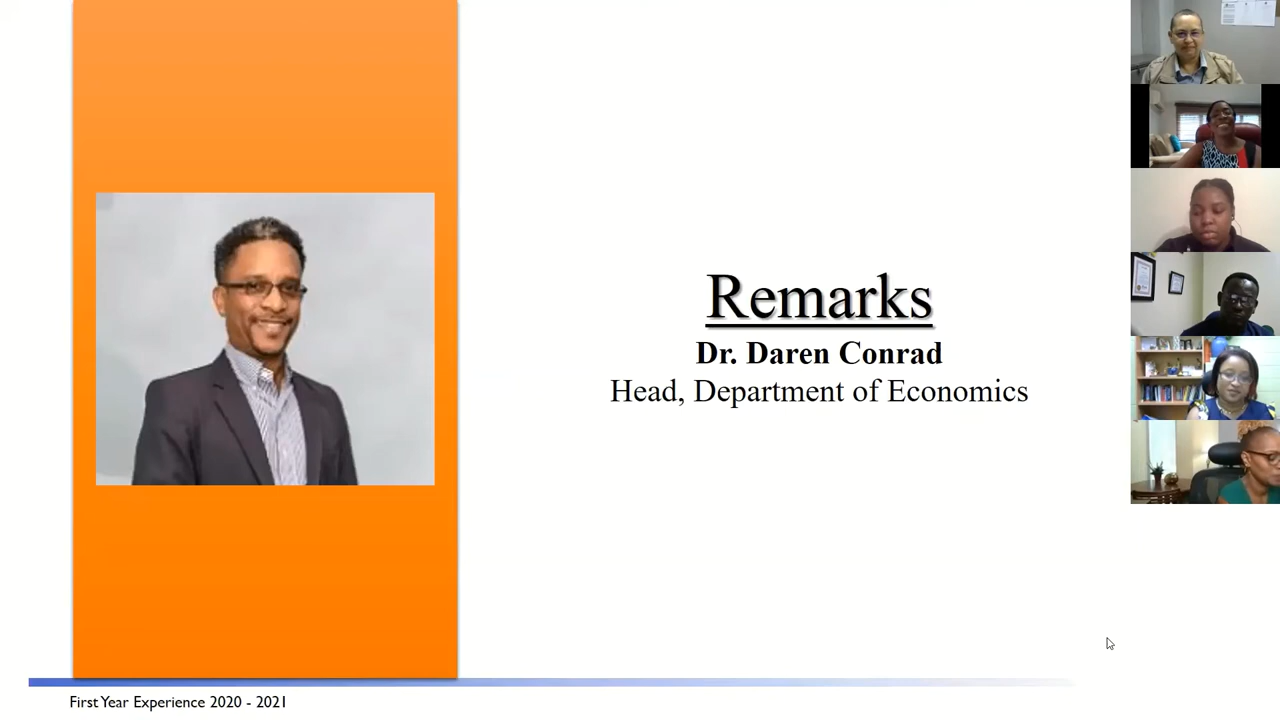 Remarks
Dr. Daren Conrad
Head, Department of Economics
First Year Experience 2020 - 2021